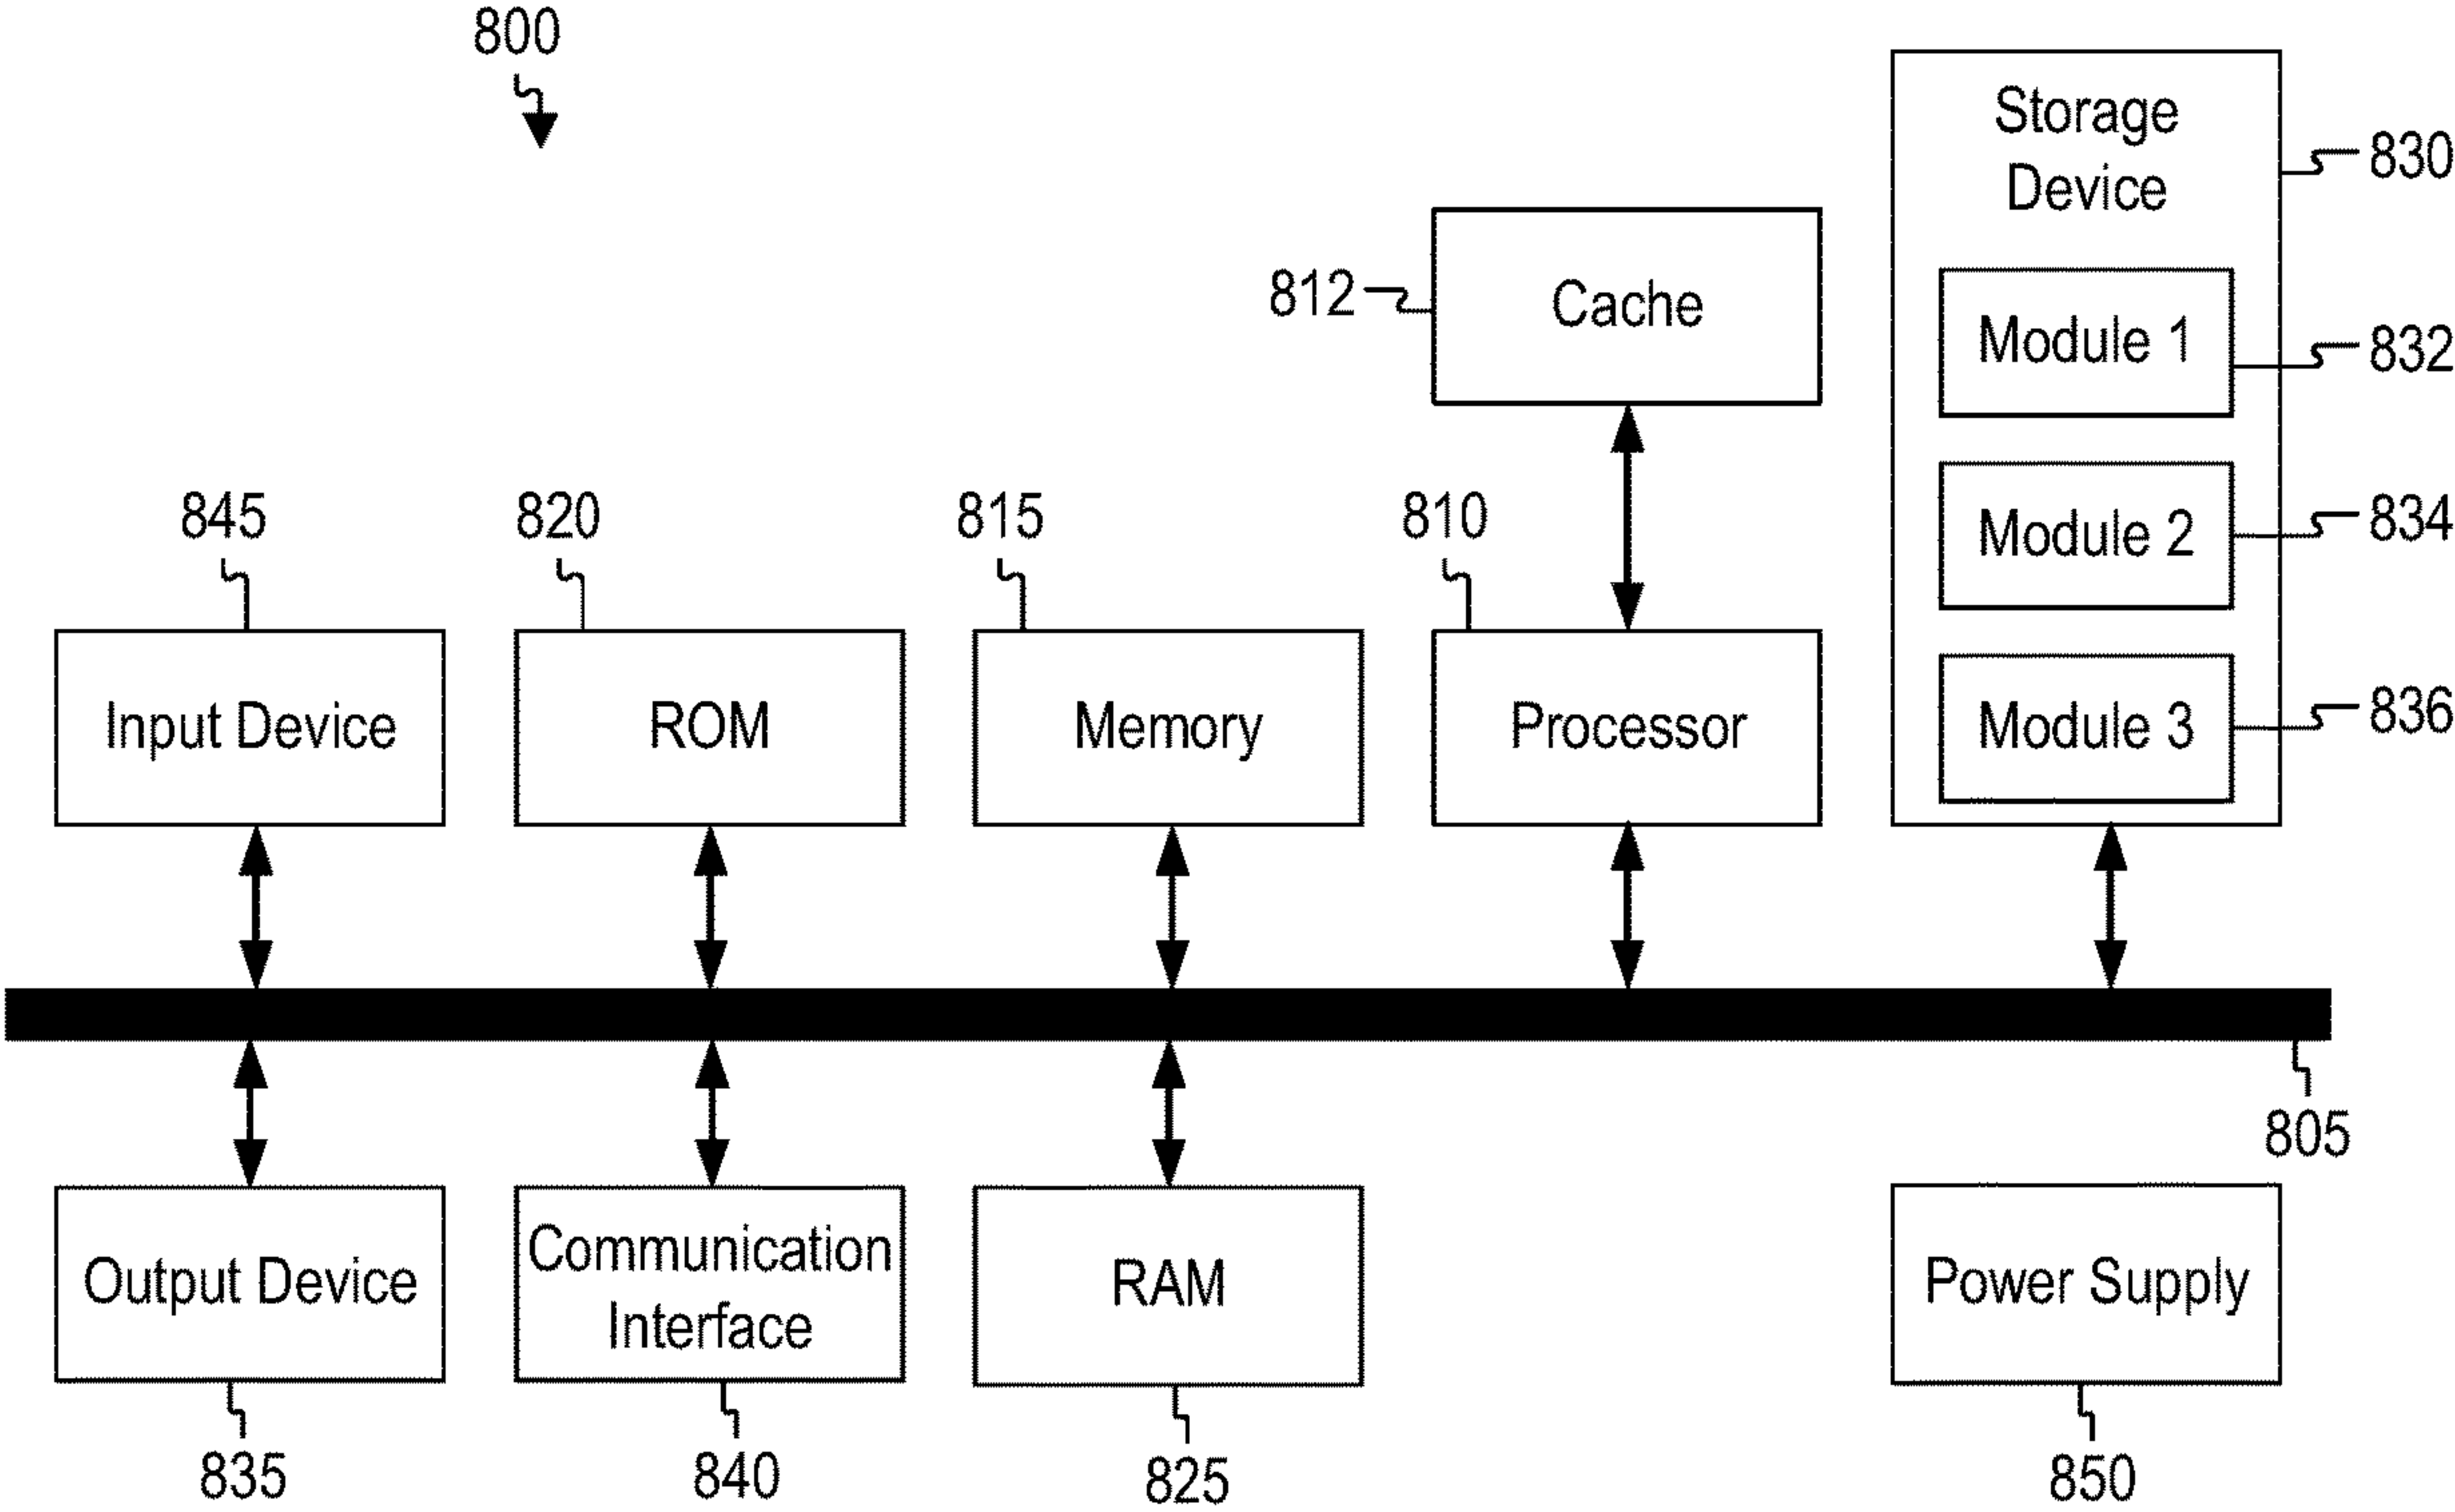 800
Storage
Device
830
812
Cache
Module 1
832
845
820
815
810
Module 2
834
Input Device
ROM
Memory
Processor
Module 3
836
805
Output Device
Communication
Interface
RAM
Power Supply
835
840
825
850